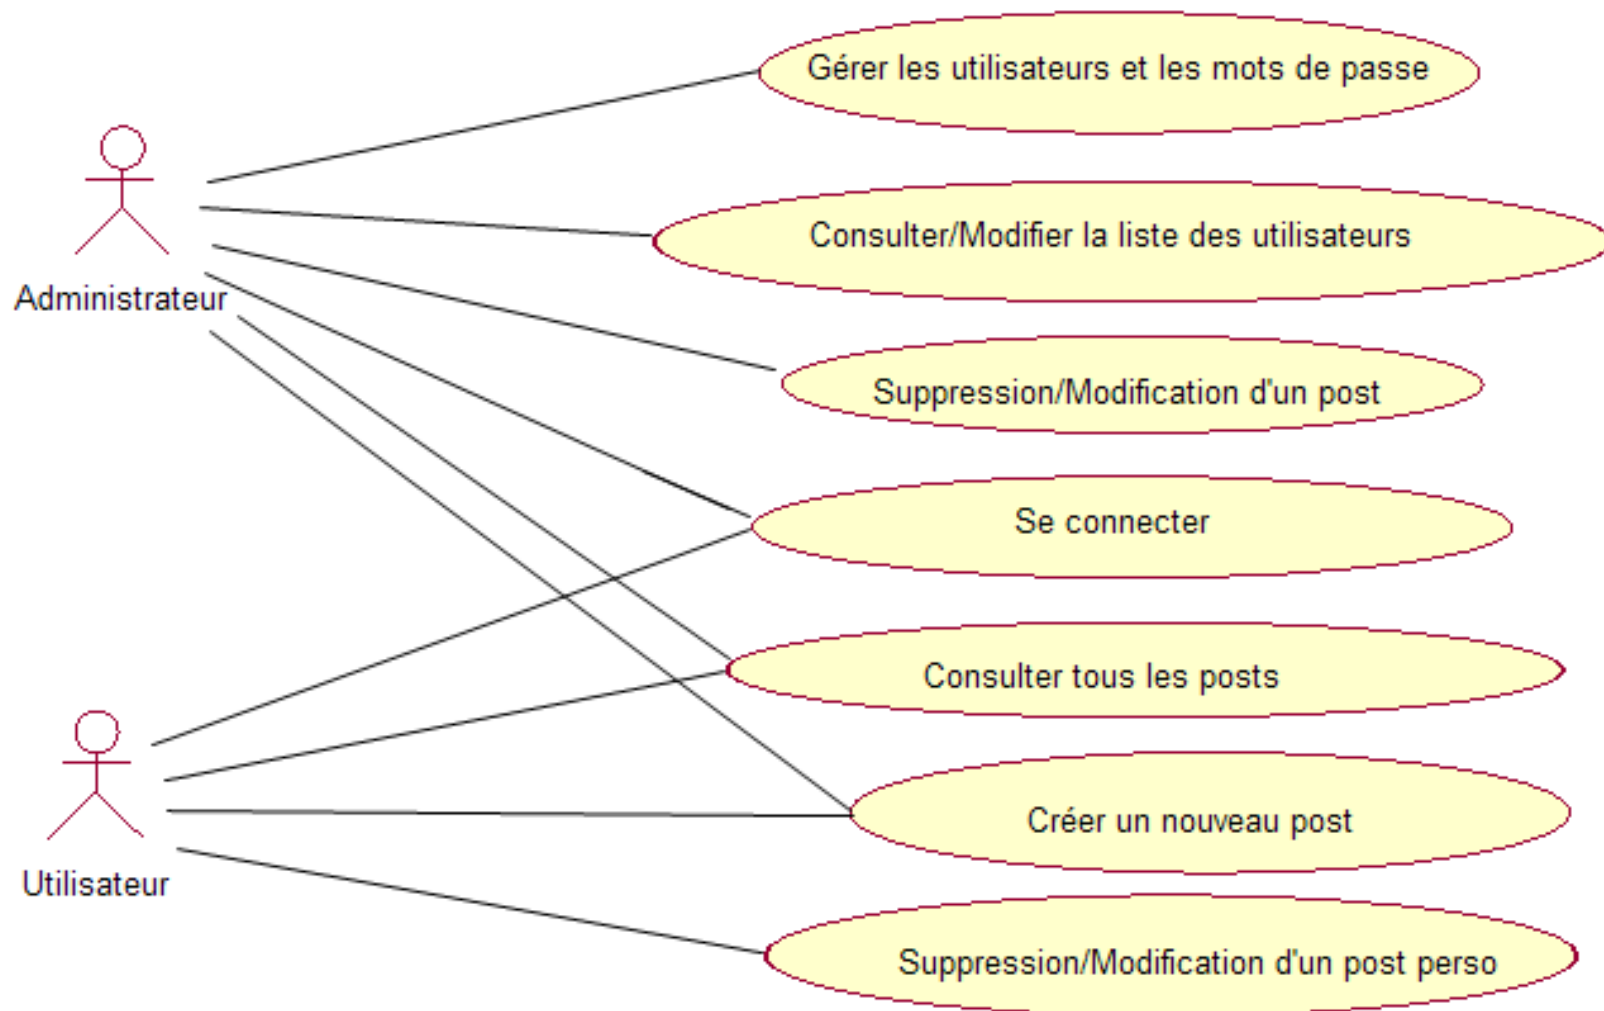 Gérer les utilisateurs et les mots de passe
Consulter/Modifier la liste des utilisateurs
Administrateur
Suppression/Modification d'un post
Se connecter
Consulter tous les posts
Créer un nouveau post
Utilisateur
Suppression/Modification d'un post perso